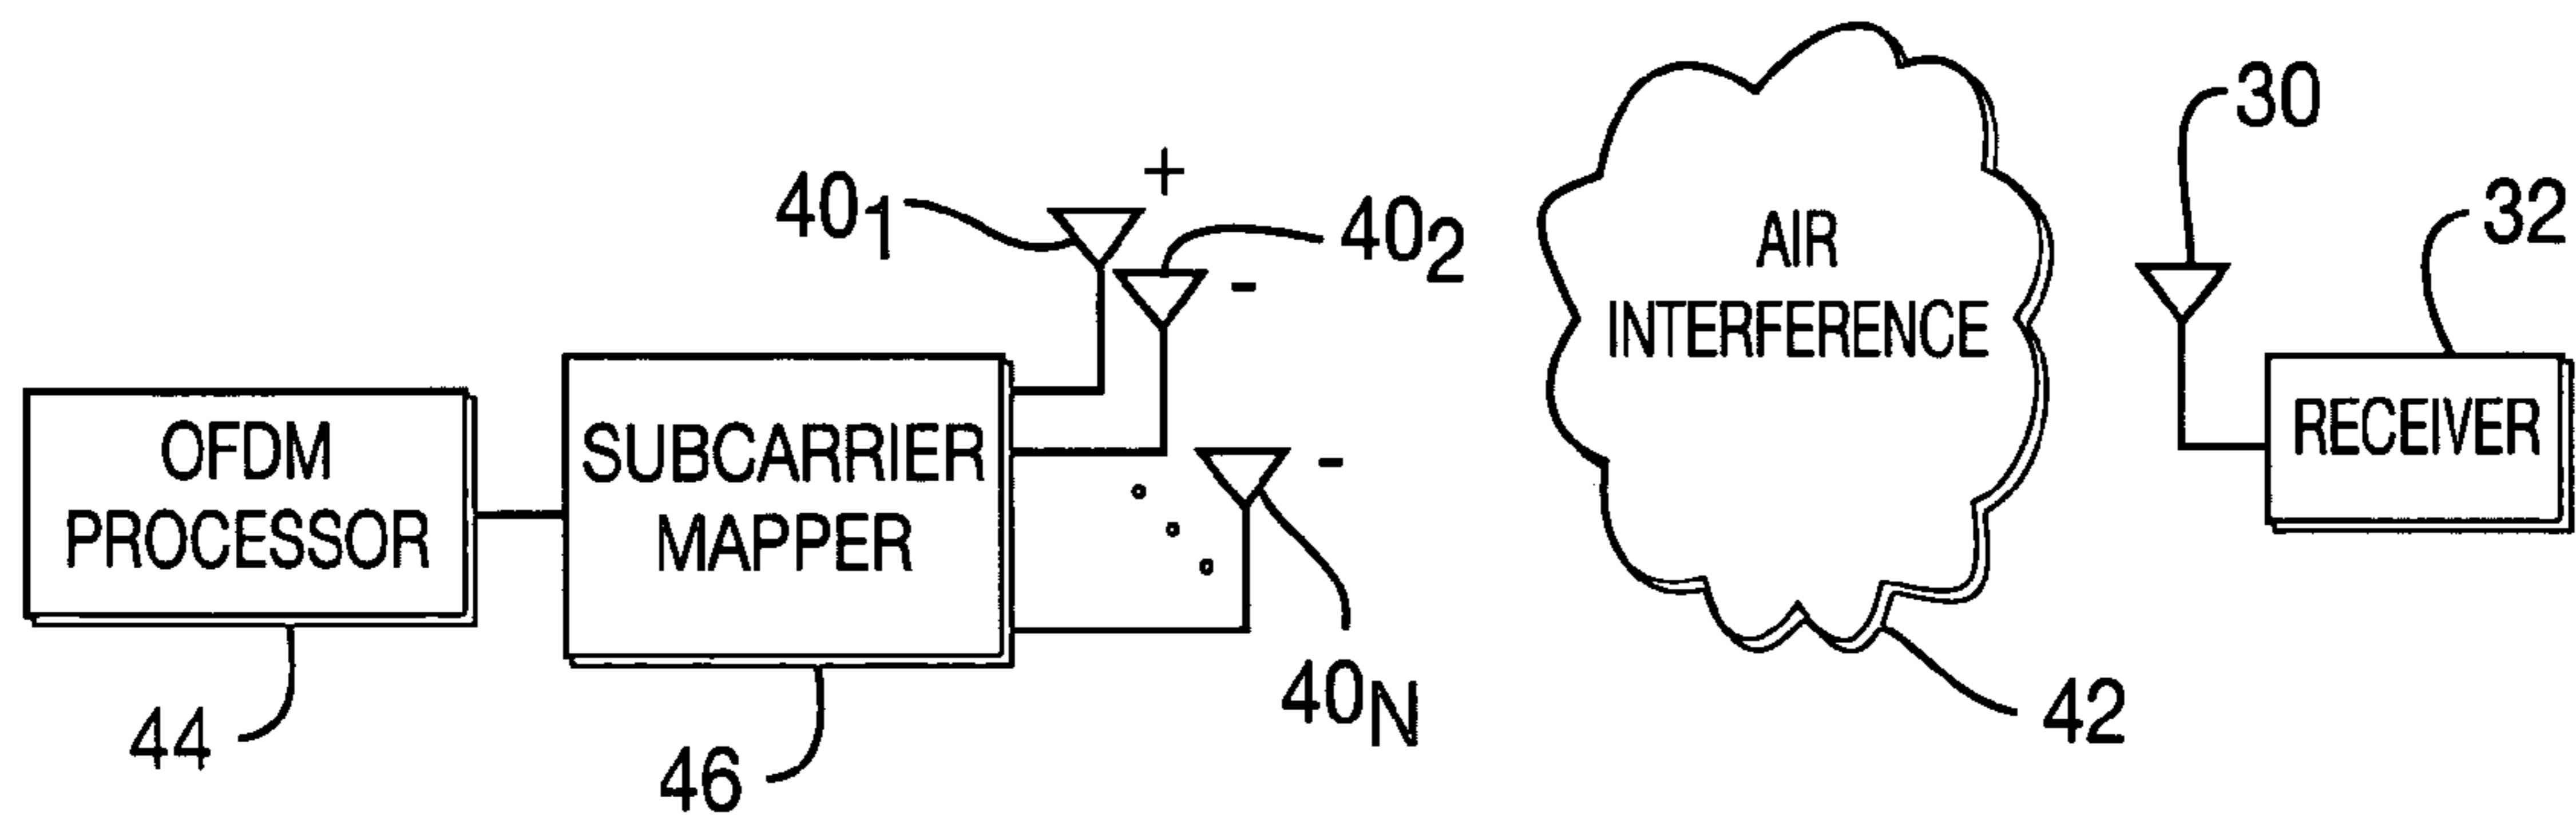 OFDM
PROCESSOR
44
SUBCARRIER
MAPPER
46
40₁
+
40₂
-
40N
-
AIR
INTERFERENCE
42
30
32
RECEIVER